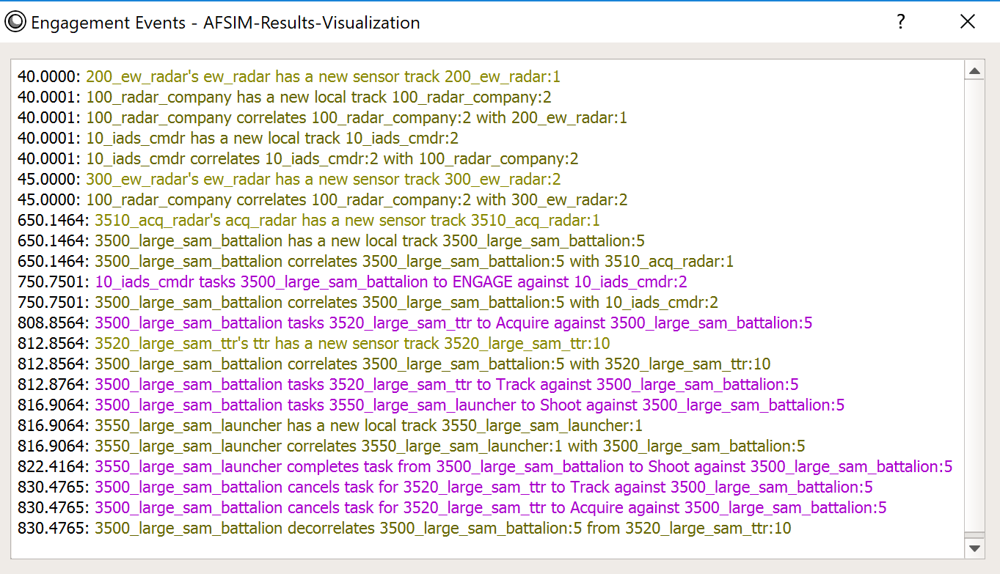 Engagement Events - AFSIM-Results-Visualization
?
40.0000: 200_ew_radar's ew_radar has a new sensor track 200_ew_radar:1
40.0001: 100_radar_company has a new local track 100_radar_company:2
40.0001: 100_radar_company correlates 100_radar_company:2 with 200_ew_radar:1
40.0001: 10_iads_cmdr has a new local track 10_iads_cmdr:2
40.0001: 10_iads_cmdr correlates 10_iads_cmdr:2 with 100_radar_company:2
45.0000: 300_ew_radar's ew_radar has a new sensor track 300_ew_radar:2
45.0000: 100_radar_company correlates 100_radar_company:2 with 300_ew_radar:2
650.1464: 3510_acq_radar's acq_radar has a new sensor track 3510_acq_radar:1
650.1464: 3500_large_sam_battalion has a new local track 3500_large_sam_battalion:5
650.1464: 3500_large_sam_battalion correlates 3500_large_sam_battalion:5 with 3510_acq_radar:1
750.7501: 10_iads_cmdr tasks 3500_large_sam_battalion to ENGAGE against 10_iads_cmdr:2
750.7501: 3500_large_sam_battalion correlates 3500_large_sam_battalion:5 with 10_iads_cmdr:2
808.8564: 3500_large_sam_battalion tasks 3520_large_sam_ttr to Acquire against 3500_large_sam_battalion:5
812.8564: 3520_large_sam_ttr's ttr has a new sensor track 3520_large_sam_ttr:10
812.8564: 3500_large_sam_battalion correlates 3500_large_sam_battalion:5 with 3520_large_sam_ttr:10
812.8764: 3500_large_sam_battalion tasks 3520_large_sam_ttr to Track against 3500_large_sam_battalion:5
816.9064: 3500_large_sam_battalion tasks 3550_large_sam_launcher to Shoot against 3500_large_sam_battalion:5
816.9064: 3550_large_sam_launcher has a new local track 3550_large_sam_launcher:1
816.9064: 3550_large_sam_launcher correlates 3550_large_sam_launcher:1 with 3500_large_sam_battalion:5
822.4164: 3550_large_sam_launcher completes task from 3500_large_sam_battalion to Shoot against 3500_large_sam_battalion:5
830.4765: 3500_large_sam_battalion cancels task for 3520_large_sam_ttr to Track against 3500_large_sam_battalion:5
830.4765: 3500_large_sam_battalion cancels task for 3520_large_sam_ttr to Acquire against 3500_large_sam_battalion:5
830.4765: 3500_large_sam_battalion decorrelates 3500_large_sam_battalion:5 from 3520_large_sam_ttr:10